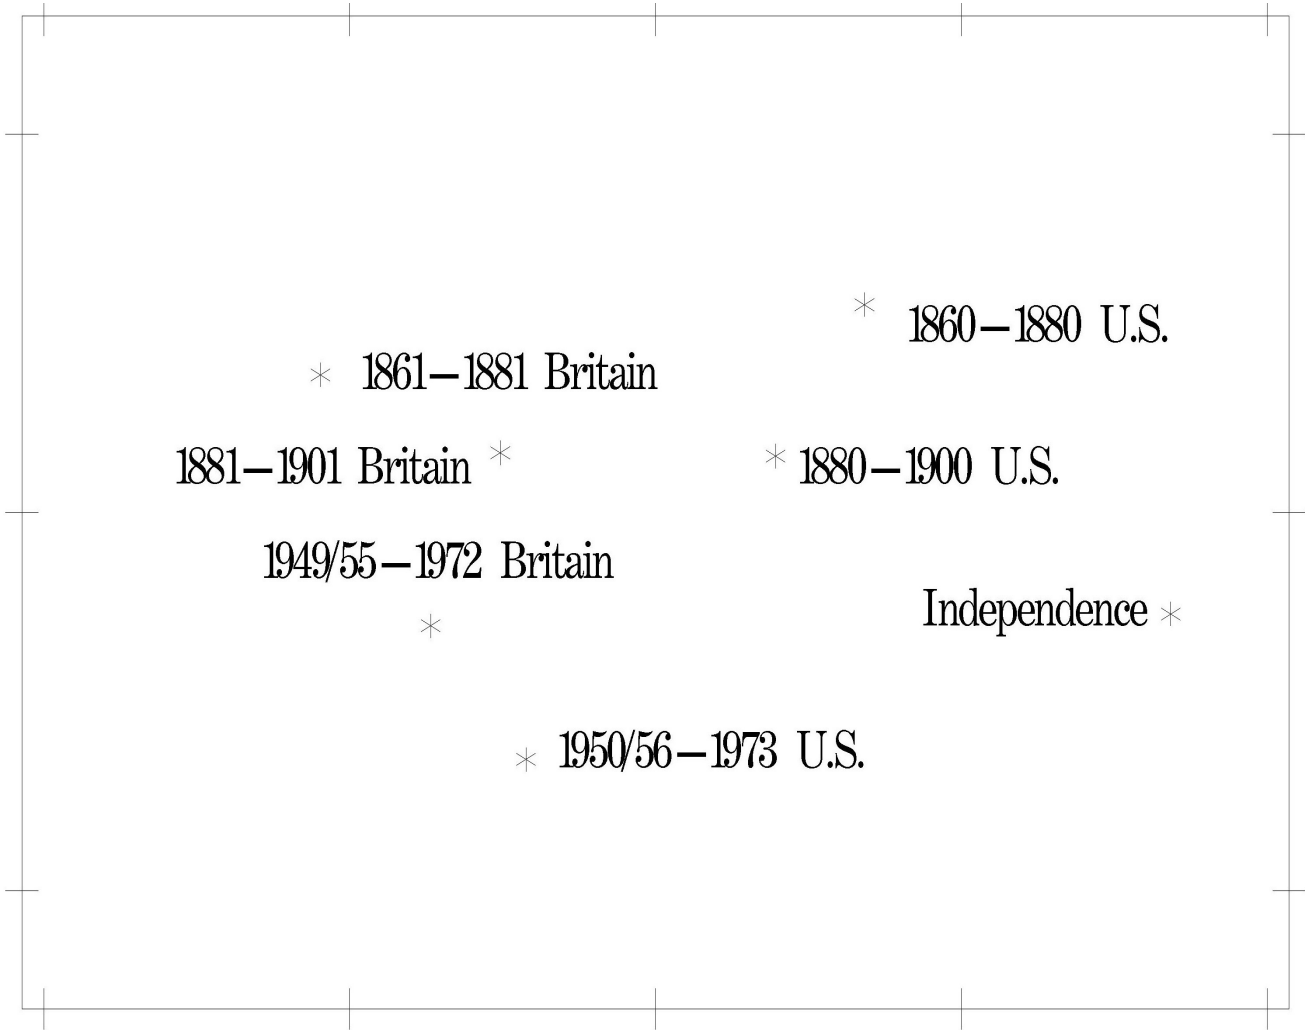 1860–1880 U.S.
1861–1881 Britain
1881–1901 Britain
1880–1900 U.S.
1949/55–1972 Britain
Independence
1950/56–1973 U.S.